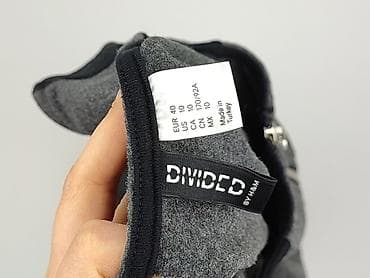 EUR 40
US 10
CA 10
CN 170/92A
MX 10
Made in
Turkey
DIVIDED
BY H&M